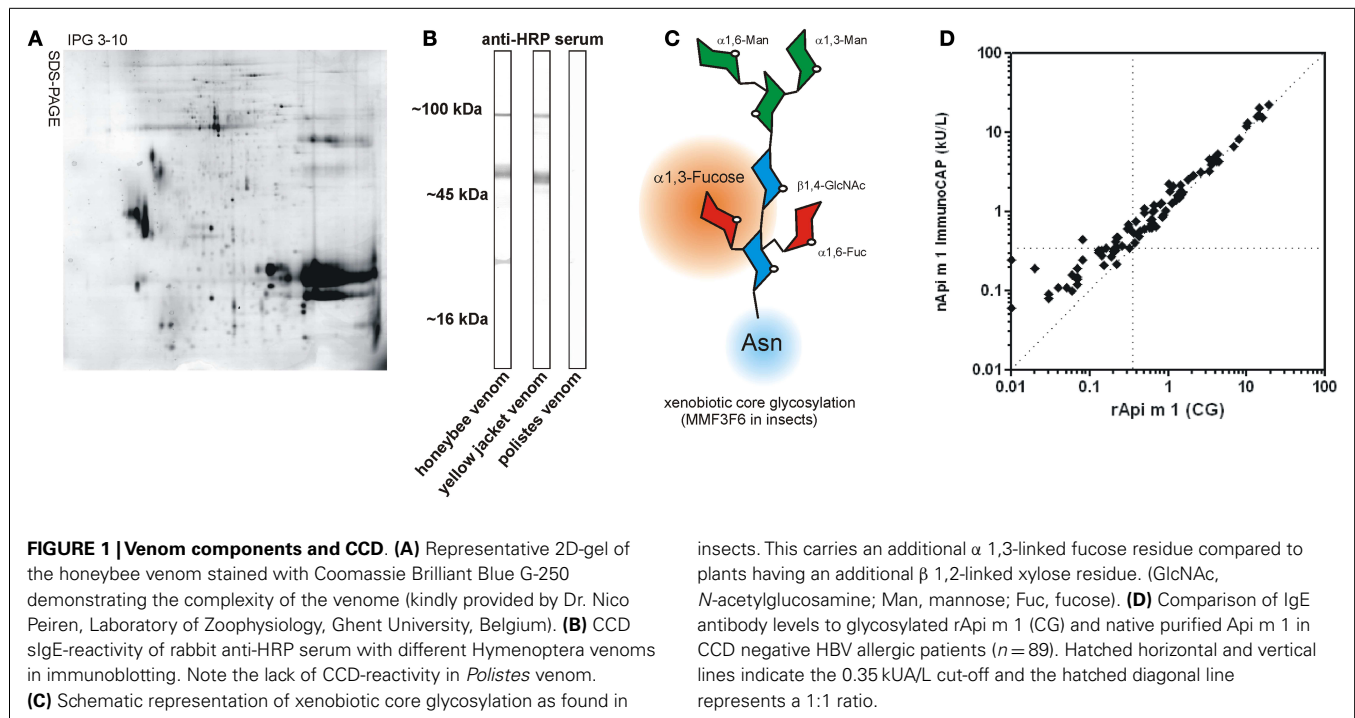 A
IPG 3-10
SDS-PAGE
B
anti-HRP serum
~100 kDa
~45 kDa
~16 kDa
honeybee venom
yellow jacket venom
polistes venom
C
α1,6-Man
α1,3-Man
α1,3-Fucose
β1,4-GlcNAc
α1,6-Fuc
Asn
xenobiotic core glycosylation
(MMF3F6 in insects)
D
nApi m 1 ImmunoCAP (kU/L)
100
10
1
0.1
0.01
0.01
0.1
1
10
100
rApi m 1 (CG)
FIGURE 1 | Venom components and CCD. (A) Representative 2D-gel of
the honeybee venom stained with Coomassie Brilliant Blue G-250
demonstrating the complexity of the venome (kindly provided by Dr. Nico
Peiren, Laboratory of Zoophysiology, Ghent University, Belgium). (B) CCD
sIgE-reactivity of rabbit anti-HRP serum with different Hymenoptera venoms
in immunoblotting. Note the lack of CCD-reactivity in Polistes venom.
(C) Schematic representation of xenobiotic core glycosylation as found in
insects. This carries an additional α 1,3-linked fucose residue compared to
plants having an additional β 1,2-linked xylose residue. (GlcNAc,
N-acetylglucosamine; Man, mannose; Fuc, fucose). (D) Comparison of IgE
antibody levels to glycosylated rApi m 1 (CG) and native purified Api m 1 in
CCD negative HBV allergic patients (n = 89). Hatched horizontal and vertical
lines indicate the 0.35 kUA/L cut-off and the hatched diagonal line
represents a 1:1 ratio.